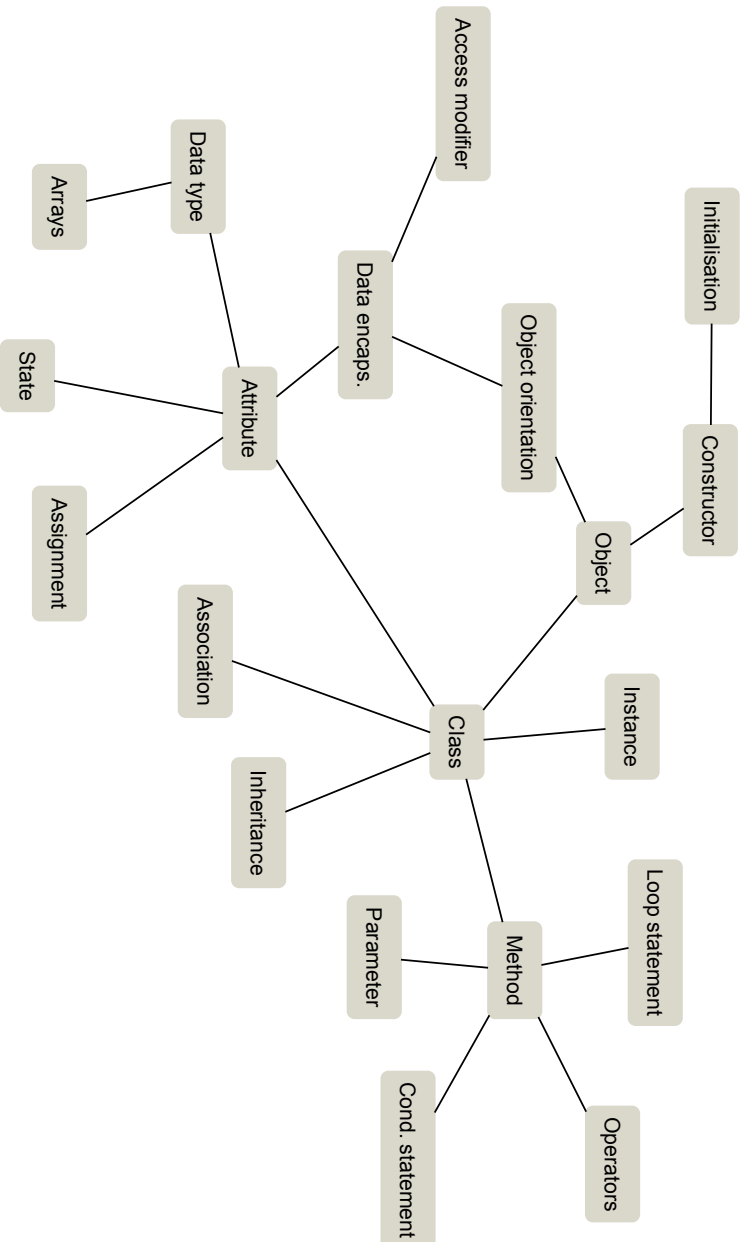 Initialisation
Constructor
Instance
Loop statement
Operators
Object
Object orientation
Method
Access modifier
Class
Cond. statement
Data encaps.
Parameter
Inheritance
Attribute
Association
Data type
Arrays
Assignment
State